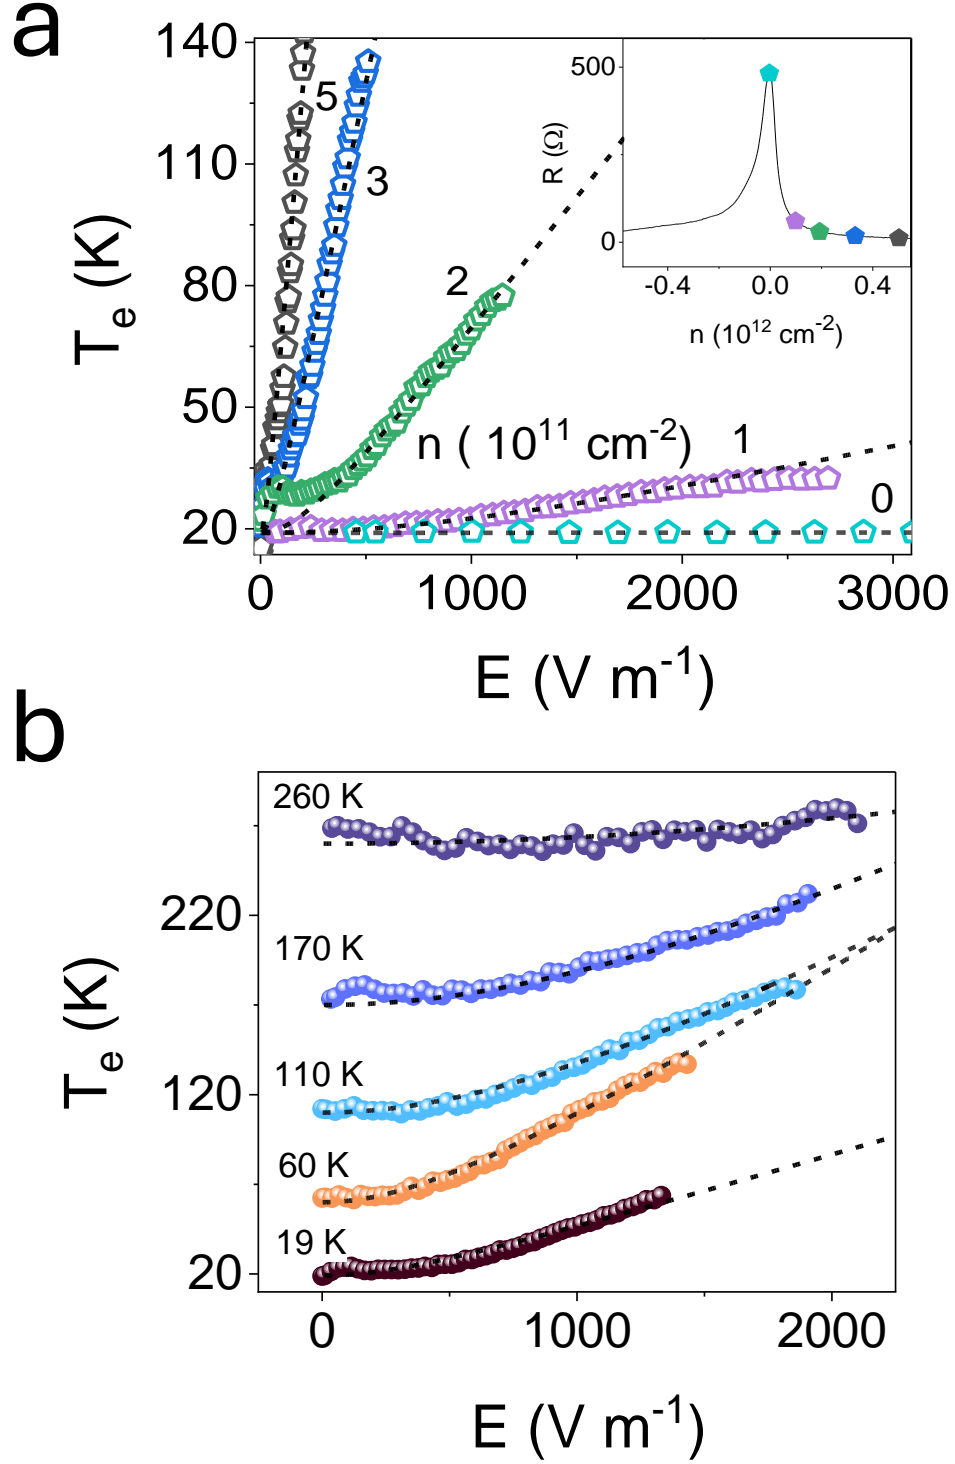 a
140
110
80
50
20
T_e (K)
5
3
2
n ( 10^11 cm^-2)
1
0
500
0
R (Ω)
-0.4 0.0 0.4
n (10^12 cm^-2)
0 1000 2000 3000
E (V m^-1)
b
260 K
220
170 K
T_e (K)
120
110 K
60 K
19 K
20
0 1000 2000
E (V m^-1)